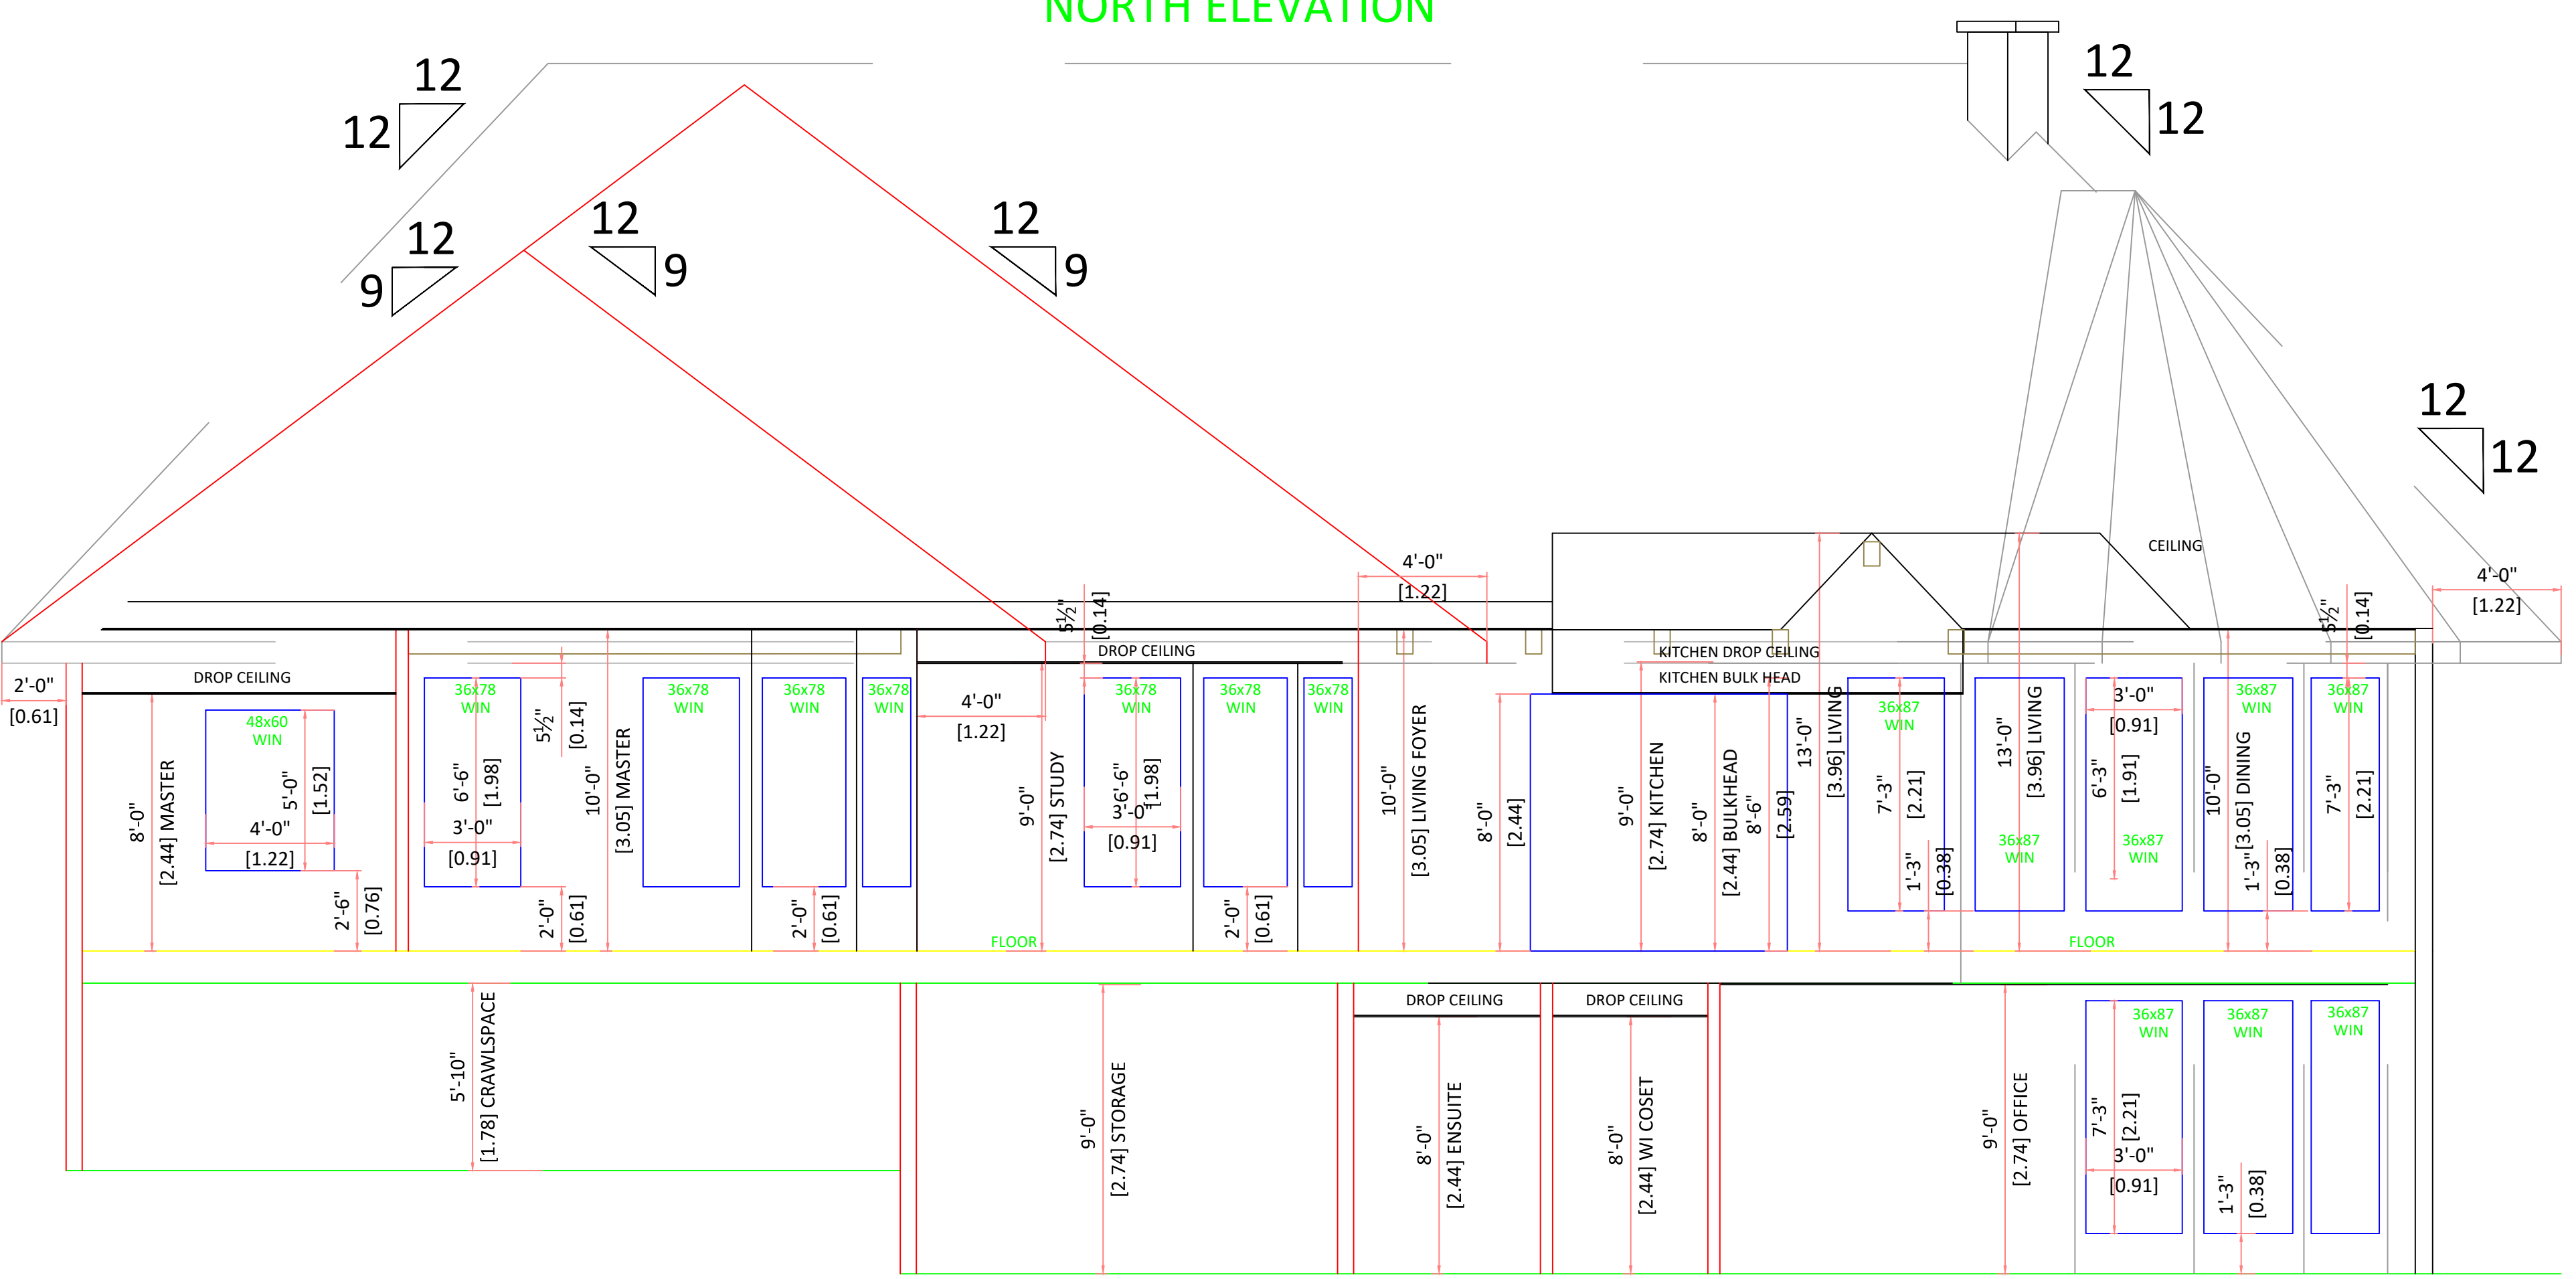 NORTH ELEVATION
12
12
12
12
12
9
12
9
12
9
12
12
CEILING
4'-0"
[1.22]
4'-0"
[1.22]
5½"
[0.14]
5½"
[0.14]
2'-0"
[0.61]
DROP CEILING
DROP CEILING
KITCHEN DROP CEILING
KITCHEN BULK HEAD
8'-0"
[2.44] MASTER
48x60
WIN
5'-0"
[1.52]
4'-0"
[1.22]
2'-6"
[0.76]
36x78
WIN
6'-6"
[1.98]
3'-0"
[0.91]
5½"
[0.14]
2'-0"
[0.61]
10'-0"
[3.05] MASTER
36x78
WIN
36x78
WIN
2'-0"
[0.61]
36x78
WIN
4'-0"
[1.22]
9'-0"
[2.74] STUDY
FLOOR
36x78
WIN
6'-6"
[1.98]
3'-0"
[0.91]
36x78
WIN
2'-0"
[0.61]
36x78
WIN
10'-0"
[3.05] LIVING FOYER
8'-0"
[2.44]
9'-0"
[2.74] KITCHEN
8'-0"
[2.44] BULKHEAD
8'-6"
[2.59]
13'-0"
[3.96] LIVING
36x87
WIN
7'-3"
[2.21]
1'-3"
[0.38]
13'-0"
[3.96] LIVING
36x87
WIN
3'-0"
[0.91]
6'-3"
[1.91]
36x87
WIN
FLOOR
36x87
WIN
10'-0"
[3.05] DINING
1'-3"
[0.38]
36x87
WIN
7'-3"
[2.21]
5'-10"
[1.78] CRAWLSPACE
9'-0"
[2.74] STORAGE
DROP CEILING
8'-0"
[2.44] ENSUITE
DROP CEILING
8'-0"
[2.44] WI COSET
9'-0"
[2.74] OFFICE
36x87
WIN
7'-3"
[2.21]
3'-0"
[0.91]
36x87
WIN
1'-3"
[0.38]
36x87
WIN